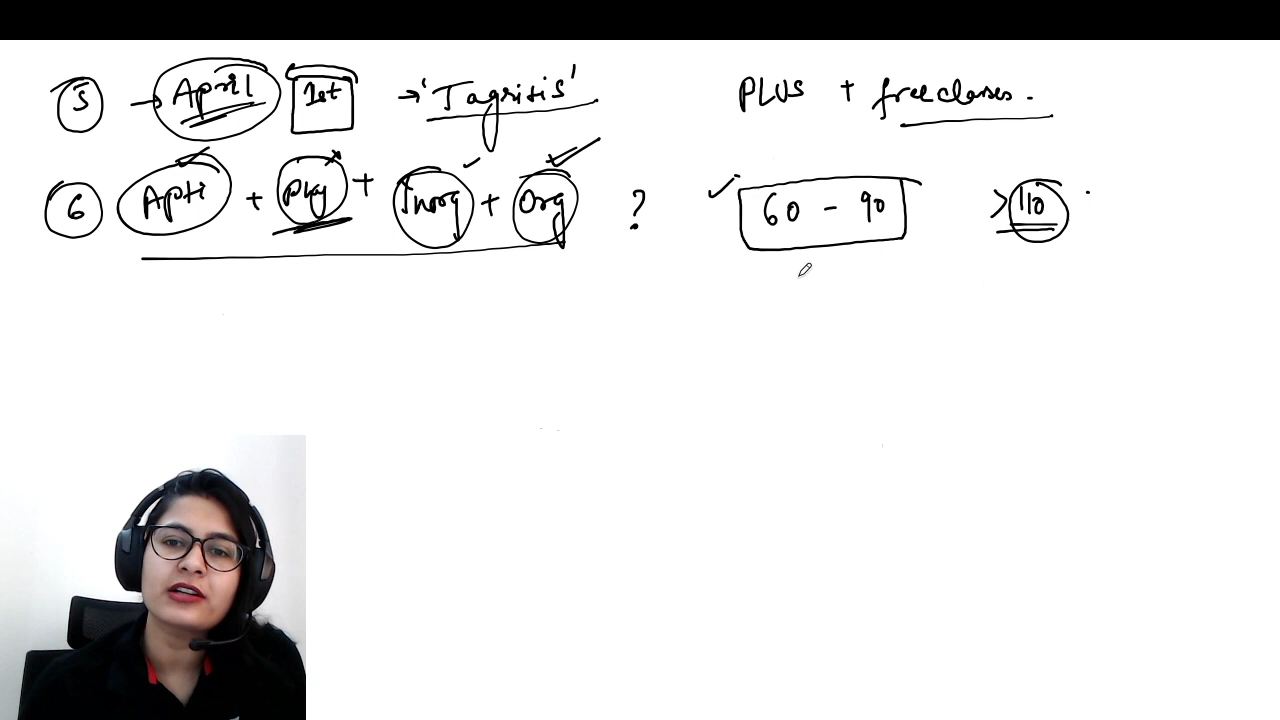 5 → April 1st → 'Jagritis' PLUS + free classes.
6 Apti + Phy + Inorg + Org ? 60 - 90 > 110